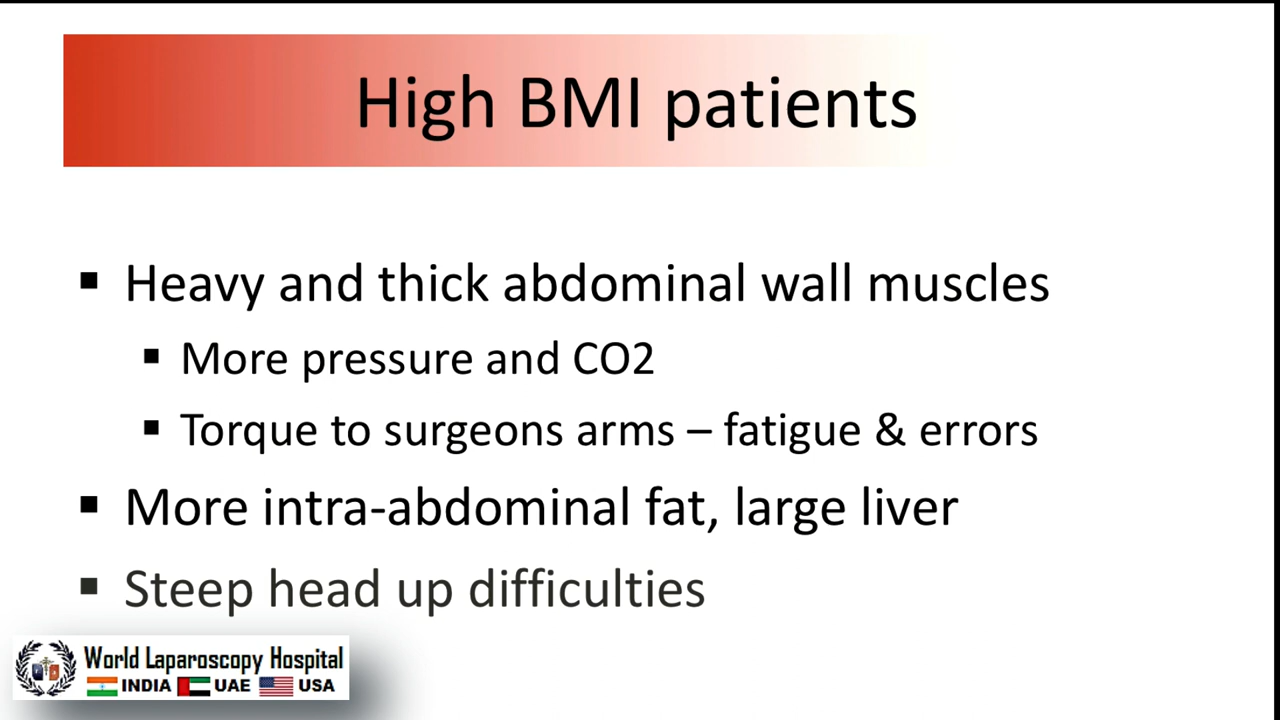 High BMI patients
▪ Heavy and thick abdominal wall muscles
▪ More pressure and CO2
▪ Torque to surgeons arms – fatigue & errors
▪ More intra-abdominal fat, large liver
▪ Steep head up difficulties
World Laparoscopy Hospital
INDIA UAE USA